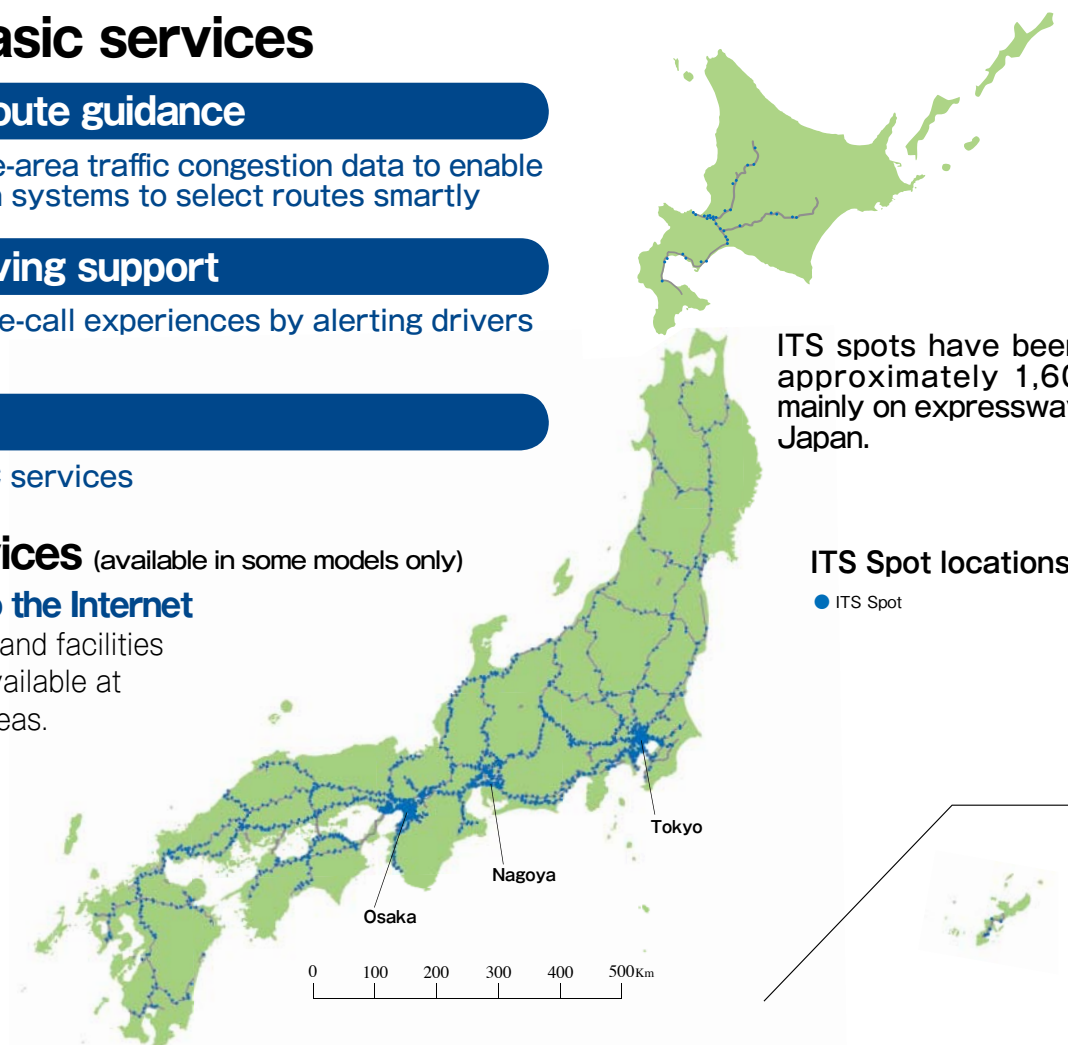 asic services
oute guidance
e-area traffic congestion data to enable
n systems to select routes smartly
ving support
e-call experiences by alerting drivers
services
ices (available in some models only)
o the Internet
and facilities
vailable at
eas.
ITS spots have been
approximately 1,60
mainly on expressway
Japan.
ITS Spot locations
ITS Spot
Tokyo
Nagoya
Osaka
0 100 200 300 400 500Km